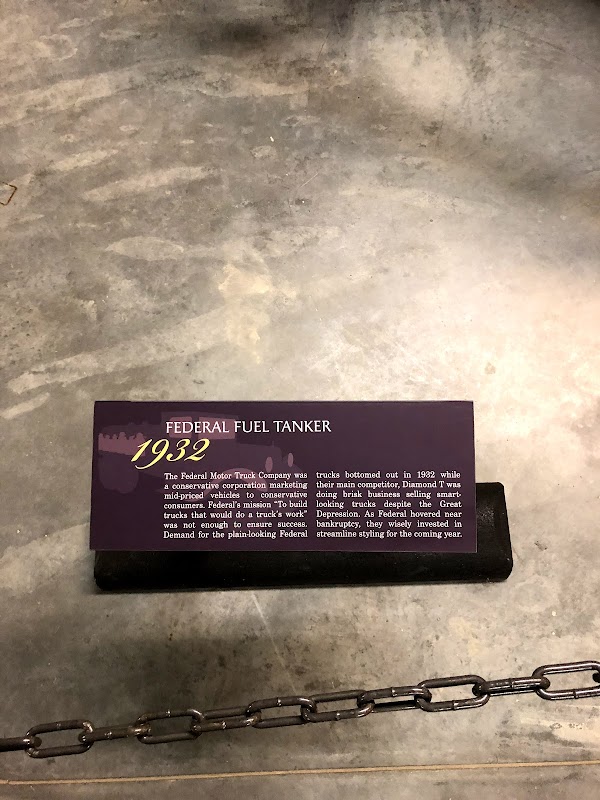 FEDERAL FUEL TANKER
1932
The Federal Motor Truck Company was
a conservative corporation marketing
mid-priced vehicles to conservative
consumers. Federal's mission "To build
trucks that would do a truck's work"
was not enough to ensure success.
Demand for the plain-looking Federal
trucks bottomed out in 1932 while
their main competitor, Diamond T was
doing brisk business selling smart-
looking trucks despite the Great
Depression. As Federal hovered near
bankruptcy, they wisely invested in
streamline styling for the coming year.